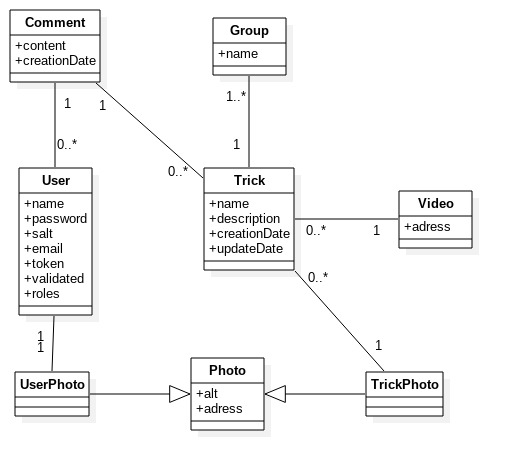 Comment
+content
+creationDate
Group
+name
1
1
1..*
0..*
1
0..*
User
+name
+password
+salt
+email
+token
+validated
+roles
Trick
+name
+description
+creationDate
+updateDate
Video
+adress
0..*
1
0..*
1
1
1
UserPhoto
Photo
+alt
+adress
TrickPhoto